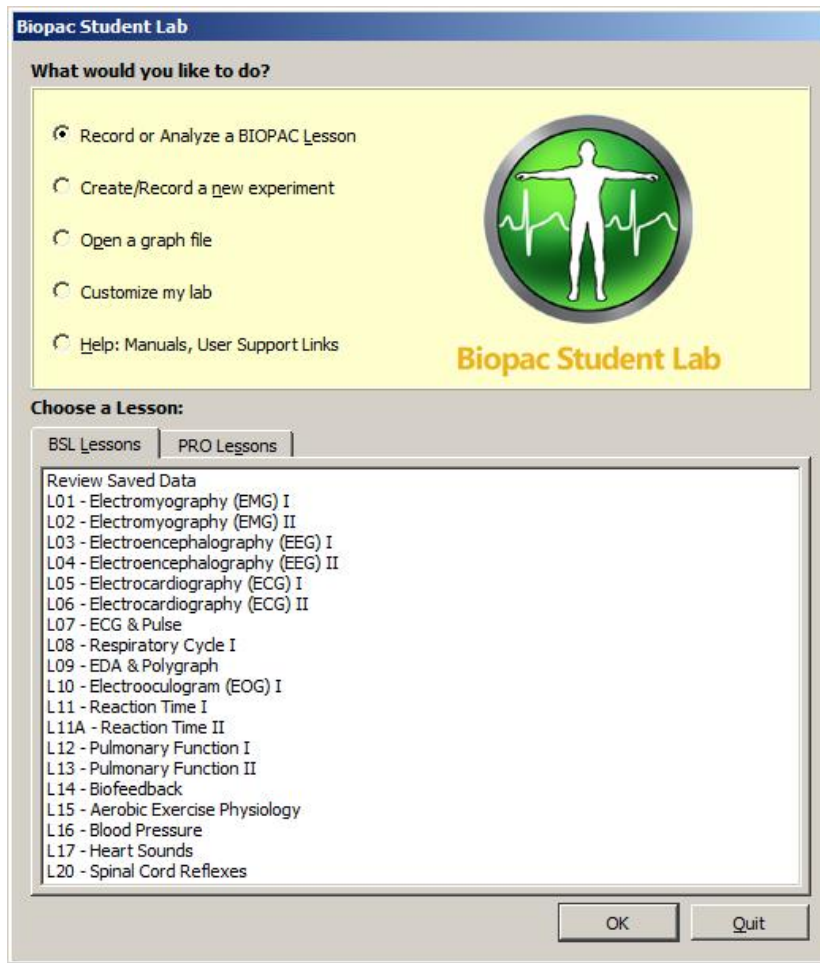 Biopac Student Lab
What would you like to do?
Record or Analyze a BIOPAC Lesson
Create/Record a new experiment
Open a graph file
Customize my lab
Help: Manuals, User Support Links
Biopac Student Lab
Choose a Lesson:
BSL Lessons PRO Lessons
Review Saved Data
L01 - Electromyography (EMG) I
L02 - Electromyography (EMG) II
L03 - Electroencephalography (EEG) I
L04 - Electroencephalography (EEG) II
L05 - Electrocardiography (ECG) I
L06 - Electrocardiography (ECG) II
L07 - ECG & Pulse
L08 - Respiratory Cycle I
L09 - EDA & Polygraph
L10 - Electrooculogram (EOG) I
L11 - Reaction Time I
L11A - Reaction Time II
L12 - Pulmonary Function I
L13 - Pulmonary Function II
L14 - Biofeedback
L15 - Aerobic Exercise Physiology
L16 - Blood Pressure
L17 - Heart Sounds
L20 - Spinal Cord Reflexes
OK Quit